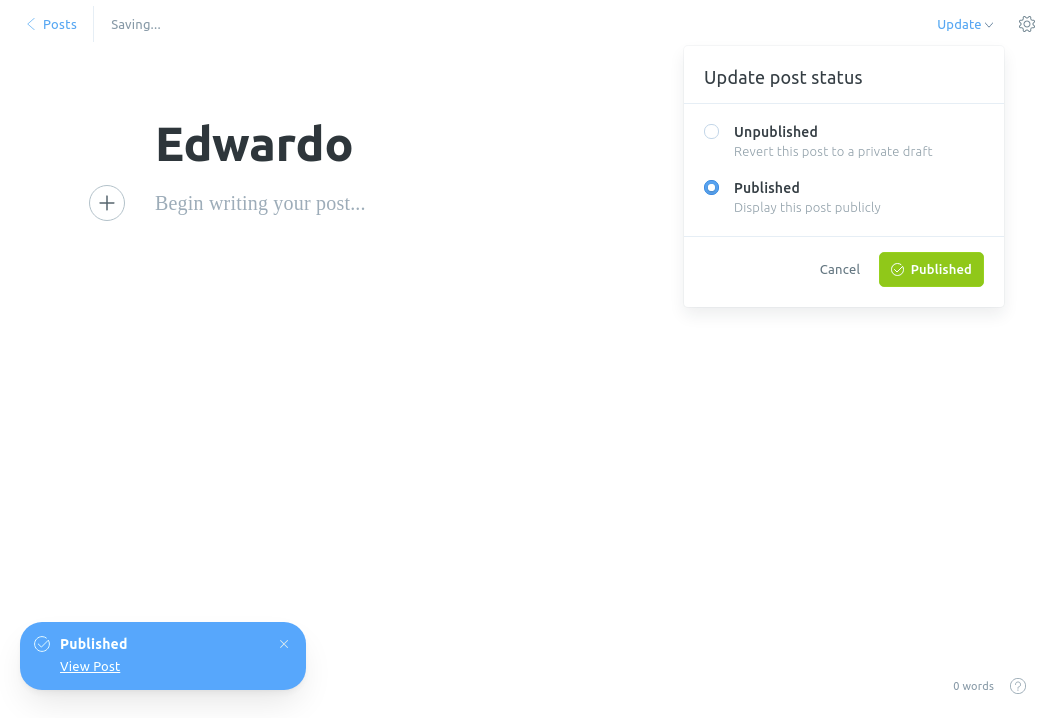 Posts
Saving...
Update
Update post status
Unpublished
Revert this post to a private draft
Published
Display this post publicly
Cancel
Published
Edwardo
Begin writing your post...
Published
View Post
0 words
?